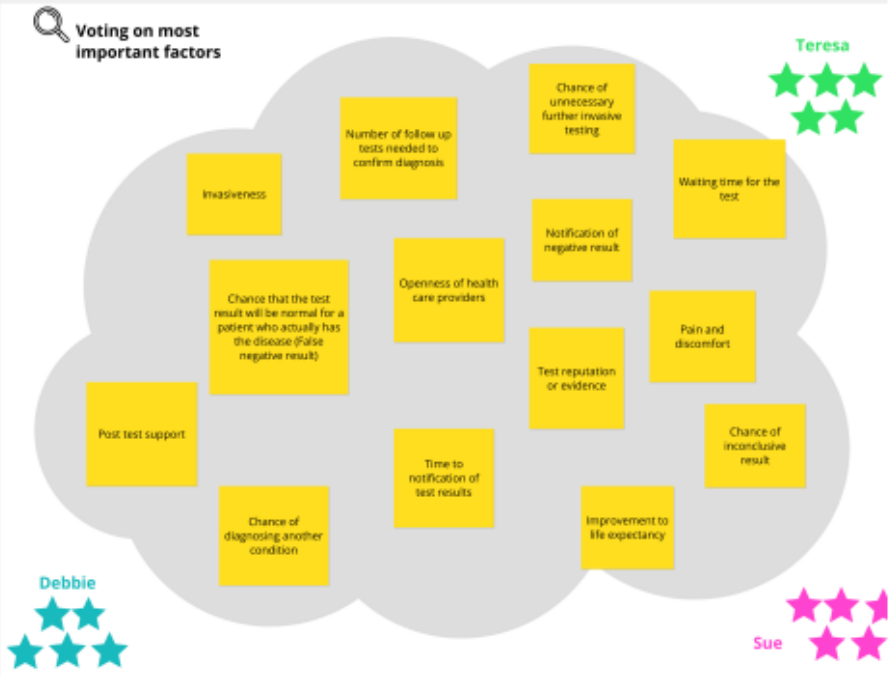 Voting on most
important factors
Teresa
Chance of
unnecessary
further invasive
testing
Number of follow up
tests needed to
confirm diagnosis
Invasiveness
Waiting time for the
test
Notification of
negative result
Openness of health
care providers
Chance that the test
result will be normal for a
patient who actually has
the disease (False
negative result)
Pain and
discomfort
Test reputation
or evidence
Post test support
Chance of
inconclusive
result
Time to
notification of
test results
Chance of
diagnosing another
condition
Improvement to
life expectancy
Debbie
Sue